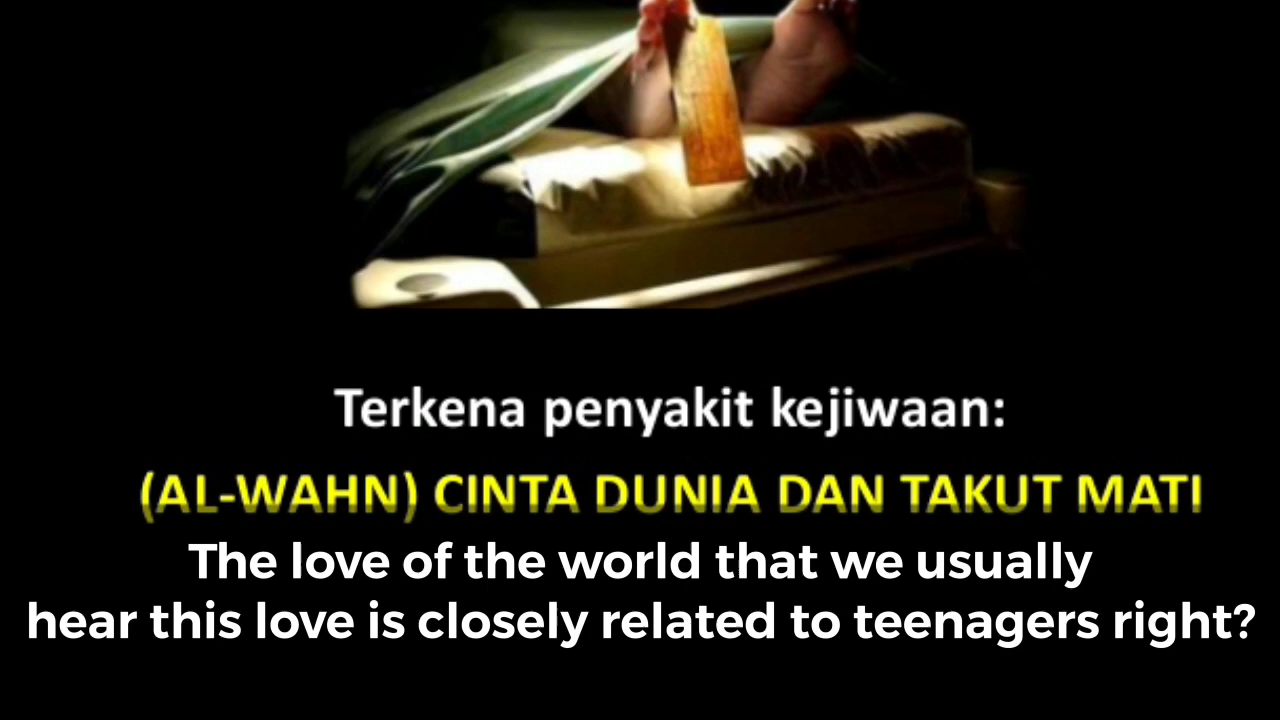 Terkena penyakit kejiwaan:
(AL-WAHN) CINTA DUNIA DAN TAKUT MATI
The love of the world that we usually
hear this love is closely related to teenagers right?